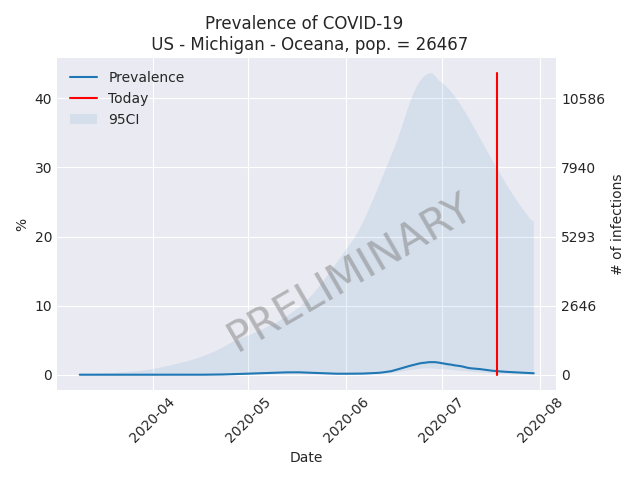 Prevalence of COVID-19
US - Michigan - Oceana, pop. = 26467
Prevalence
Today
95CI
40
30
20
10
0
%
10586
7940
5293
2646
0
# of infections
PRELIMINARY
2020-04
2020-05
2020-06
2020-07
2020-08
Date